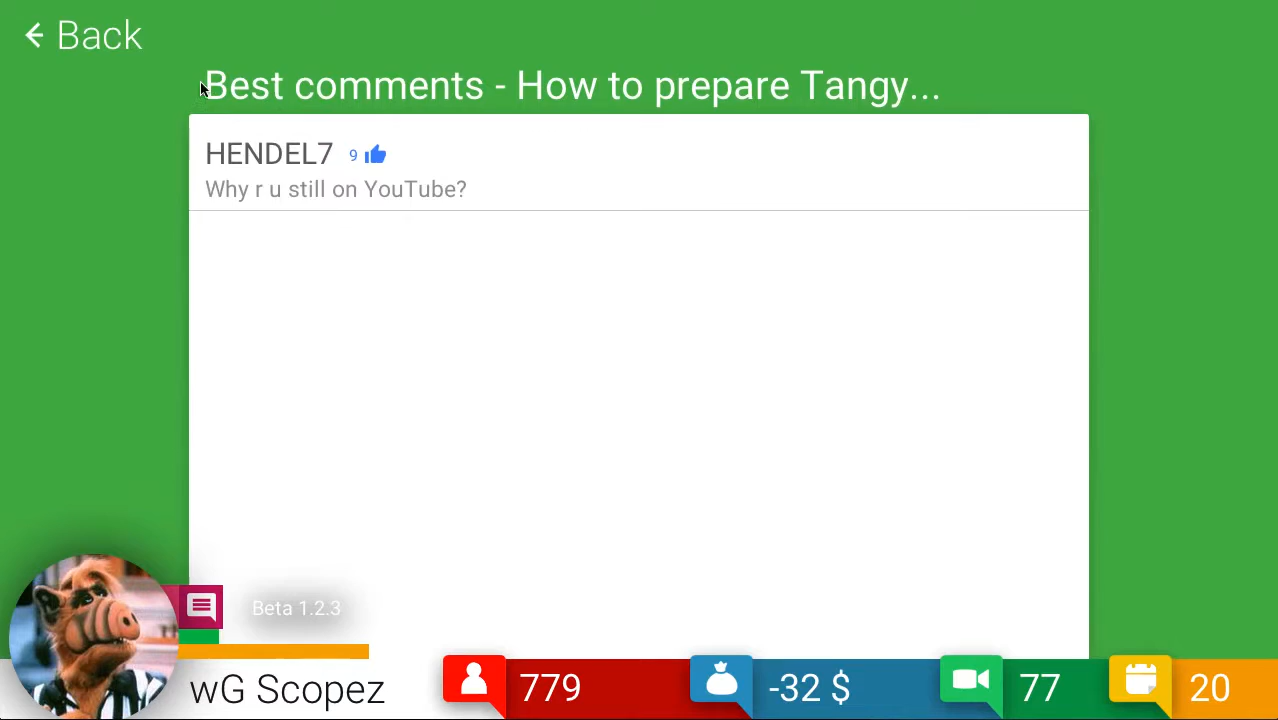 Back
Best comments - How to prepare Tangy...
HENDEL7 9
Why r u still on YouTube?
Beta 1.2.3
wG Scopez 779 -32 $ 77 20